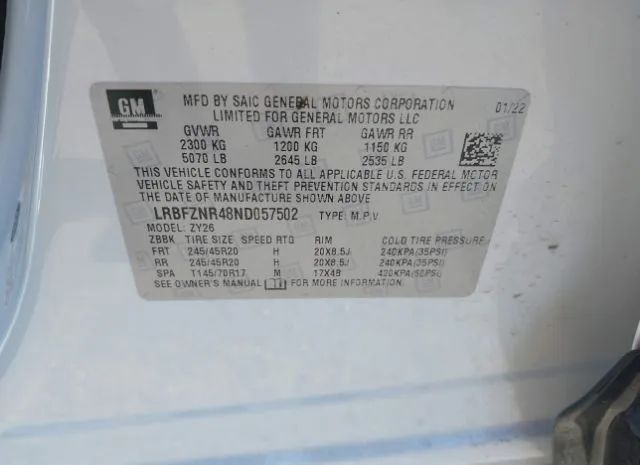 GM
MFD BY SAIC GENERAL MOTORS CORPORATION 01/22
LIMITED FOR GENERAL MOTORS LLC
GVWR GAWR FRT GAWR RR
2300 KG 1200 KG 1150 KG
5070 LB 2645 LB 2535 LB
THIS VEHICLE CONFORMS TO ALL APPLICABLE U.S. FEDERAL MOTOR
VEHICLE SAFETY AND THEFT PREVENTION STANDARDS IN EFFECT ON
THE DATE OF MANUFACTURE SHOWN ABOVE
LRBFZNR48ND057502 TYPE: M.P.V
MODEL: ZY26
ZBBK TIRE SIZE SPEED RTG RIM COLD TIRE PRESSURE
FRT 245/45R20 H 20X8.5J 240KPA(35PSI)
RR 245/45R20 H 20X8.5J 240KPA(35PSI)
SPA T145/70R17 M 17X4B 420KPA(60PSI)
SEE OWNER'S MANUAL FOR MORE INFORMATION.